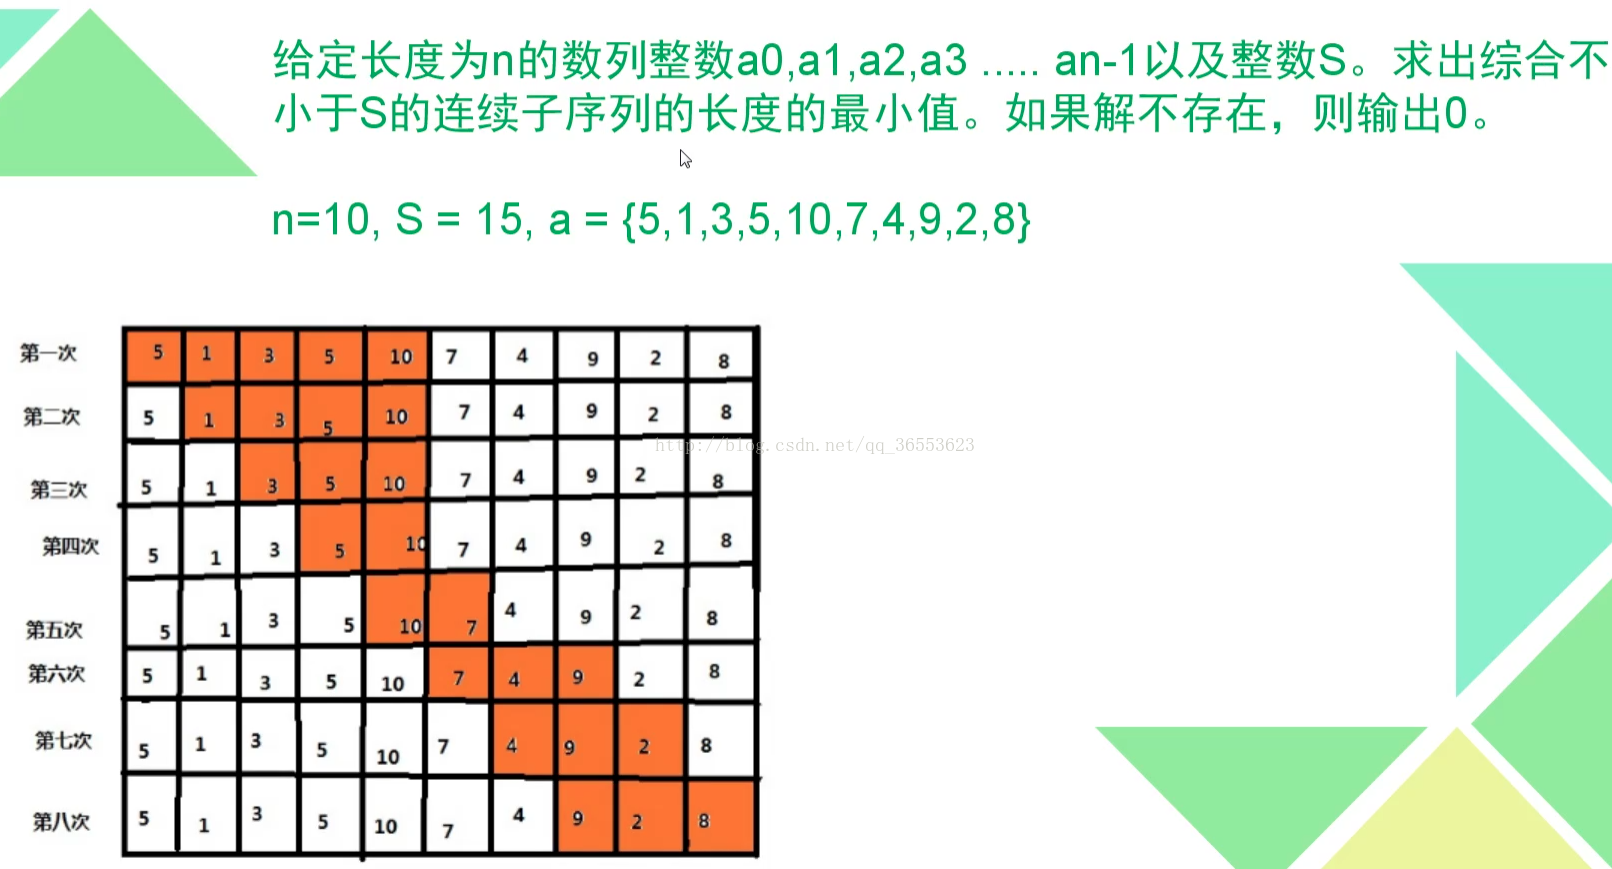 给定长度为n的数列整数a0,a1,a2,a3 ..... an-1以及整数S。求出综合不
小于S的连续子序列的长度的最小值。如果解不存在，则输出0。
n=10, S = 15, a = {5,1,3,5,10,7,4,9,2,8}
第一次 5 1 3 5 10 7 4 9 2 8
第二次 5 1 3 5 10 7 4 9 2 8
http://blog.csdn.net/qq_36553623
第三次 5 1 3 5 10 7 4 9 2 8
第四次 5 1 3 5 10 7 4 9 2 8
第五次 5 1 3 5 10 7 4 9 2 8
第六次 5 1 3 5 10 7 4 9 2 8
第七次 5 1 3 5 10 7 4 9 2 8
第八次 5 1 3 5 10 7 4 9 2 8